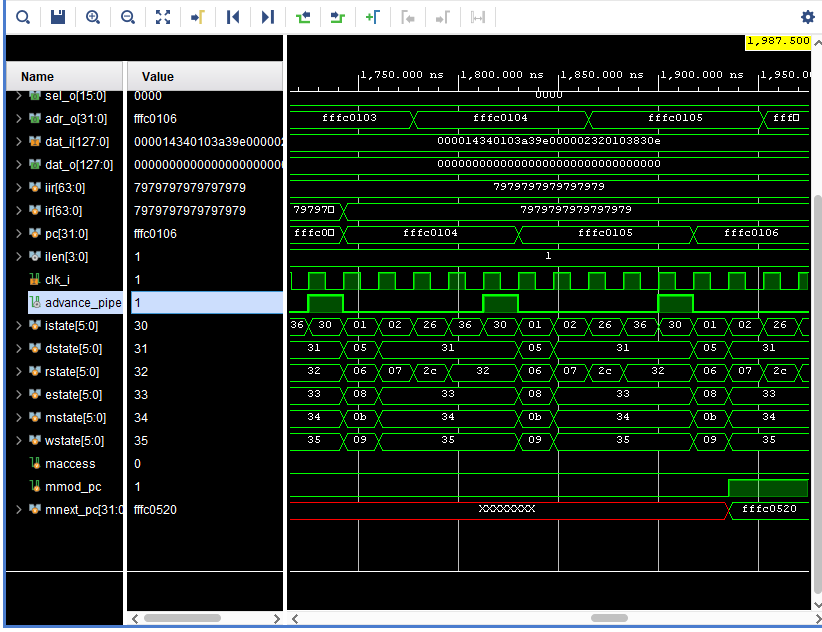 1,987.500
Name Value
1,750.000 ns 1,800.000 ns 1,850.000 ns 1,900.000 ns 1,950.0
sel_o[15:0] 0000 0000
adr_o[31:0] fffc0106 fffc0103 fffc0104 fffc0105 fff
dat_i[127:0] 000014340103a39e00000 000014340103a39e000002320103830e
dat_o[127:0] 000000000000000000000 00000000000000000000000000000000
iir[63:0] 7979797979797979 7979797979797979
ir[63:0] 7979797979797979 79797 7979797979797979
pc[31:0] fffc0106 fffc0 fffc0104 fffc0105 fffc0106
ilen[3:0] 1 1
clk_i 1
advance_pipe 1
istate[5:0] 30 36 30 01 02 26 36 30 01 02 26 36 30 01 02 26
dstate[5:0] 31 31 05 31 05 31 05 31
rstate[5:0] 32 32 06 07 2c 32 06 07 2c 32 06 07 2c
estate[5:0] 33 33 08 33 08 33 08 33
mstate[5:0] 34 34 0b 34 0b 34 0b 34
wstate[5:0] 35 35 09 35 09 35 09 35
maccess 0
mmod_pc 1
mnext_pc[31:0 fffc0520 XXXXXXXX fffc0520